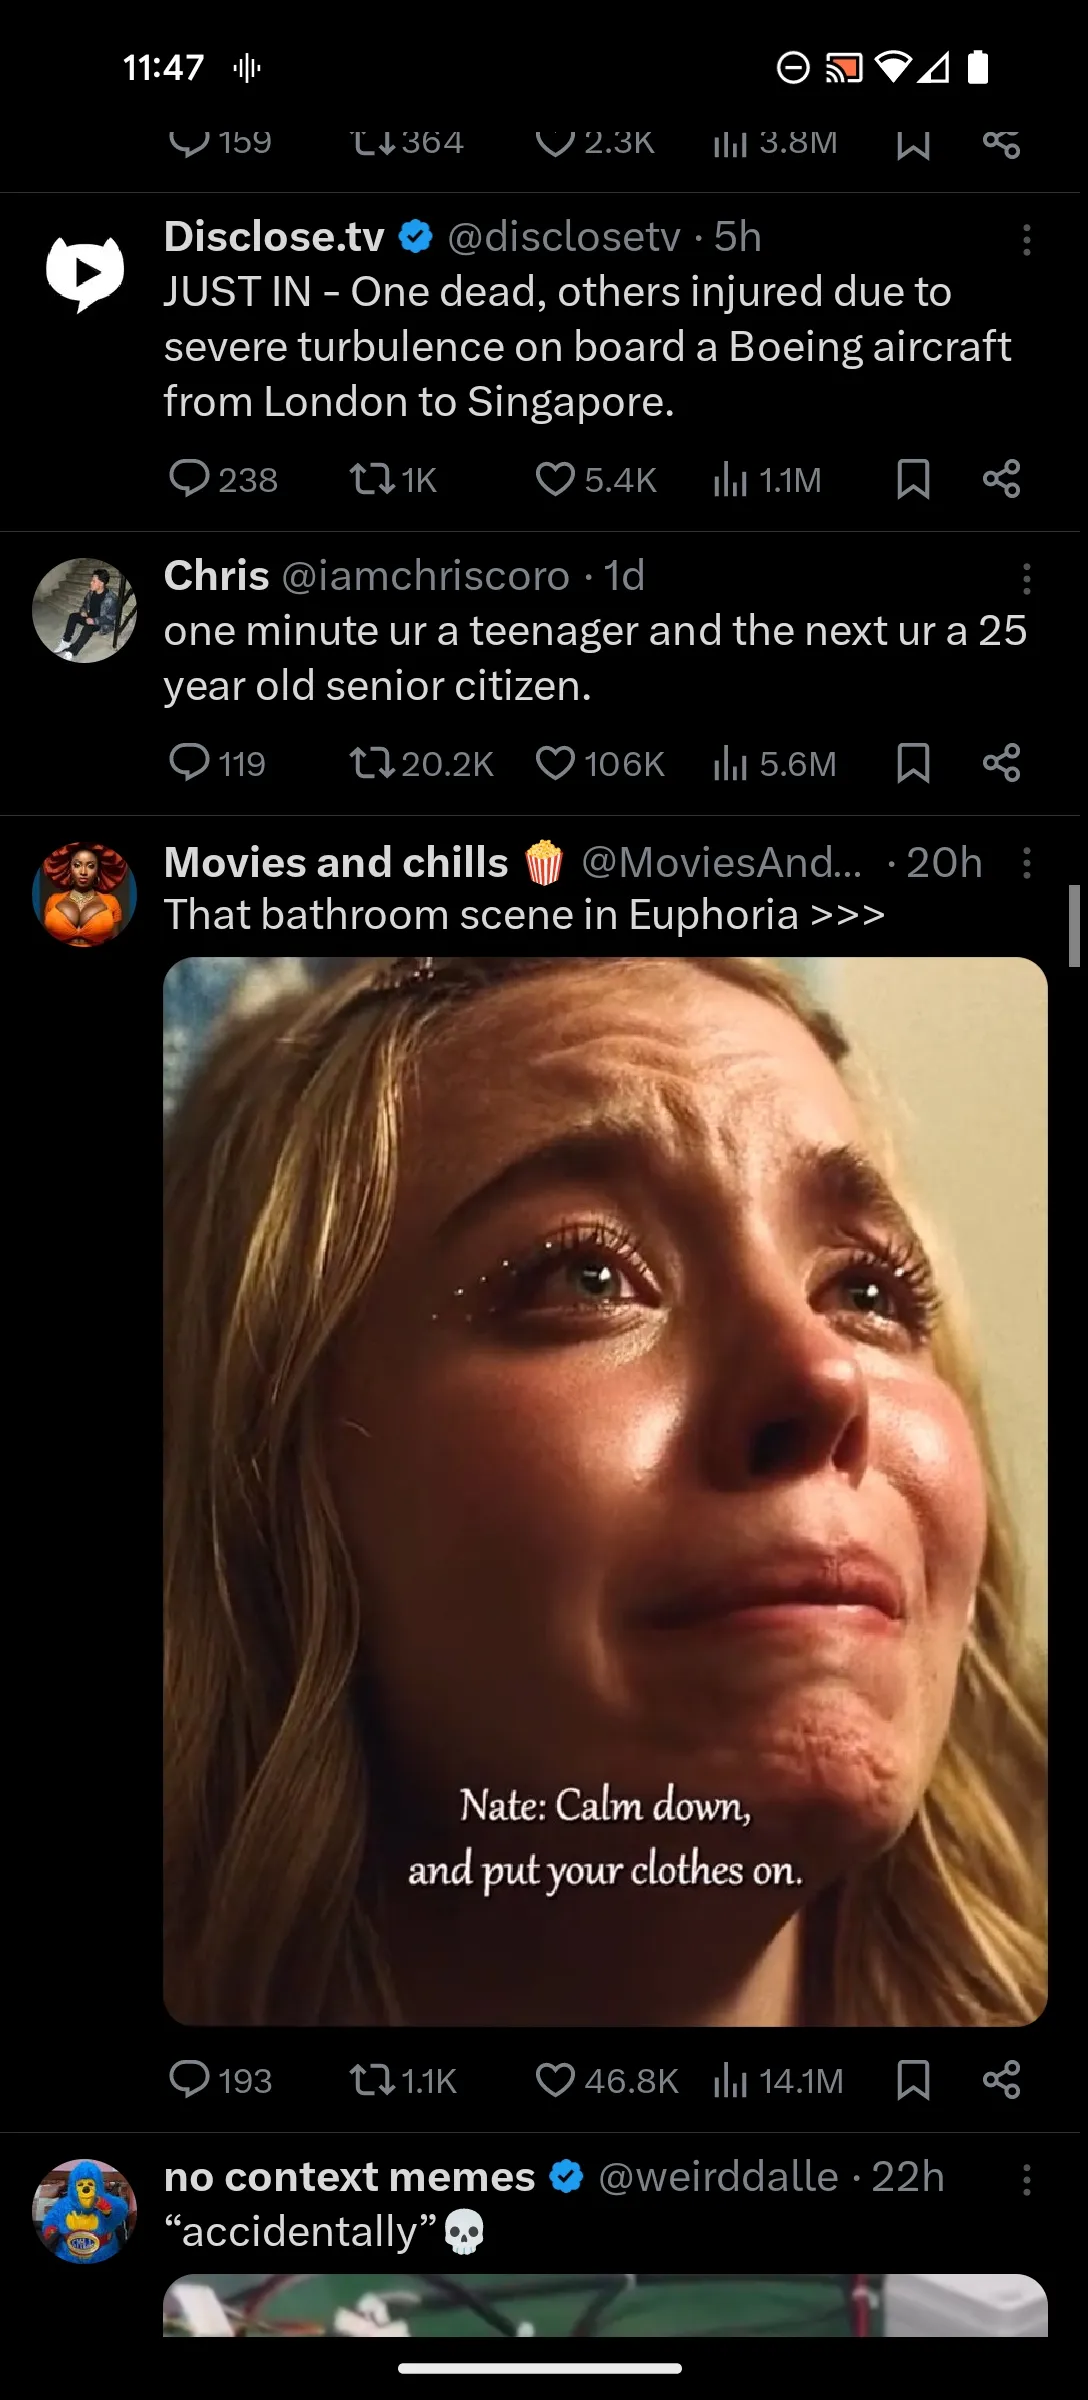 11:47
159 364 2.3K 3.8M
Disclose.tv @disclosetv · 5h
JUST IN - One dead, others injured due to
severe turbulence on board a Boeing aircraft
from London to Singapore.
238 1K 5.4K 1.1M
Chris @iamchriscoro · 1d
one minute ur a teenager and the next ur a 25
year old senior citizen.
119 20.2K 106K 5.6M
Movies and chills 🍿 @MoviesAnd... · 20h
That bathroom scene in Euphoria >>>
Nate: Calm down,
and put your clothes on.
193 1.1K 46.8K 14.1M
no context memes @weirddalle · 22h
“accidentally”💀